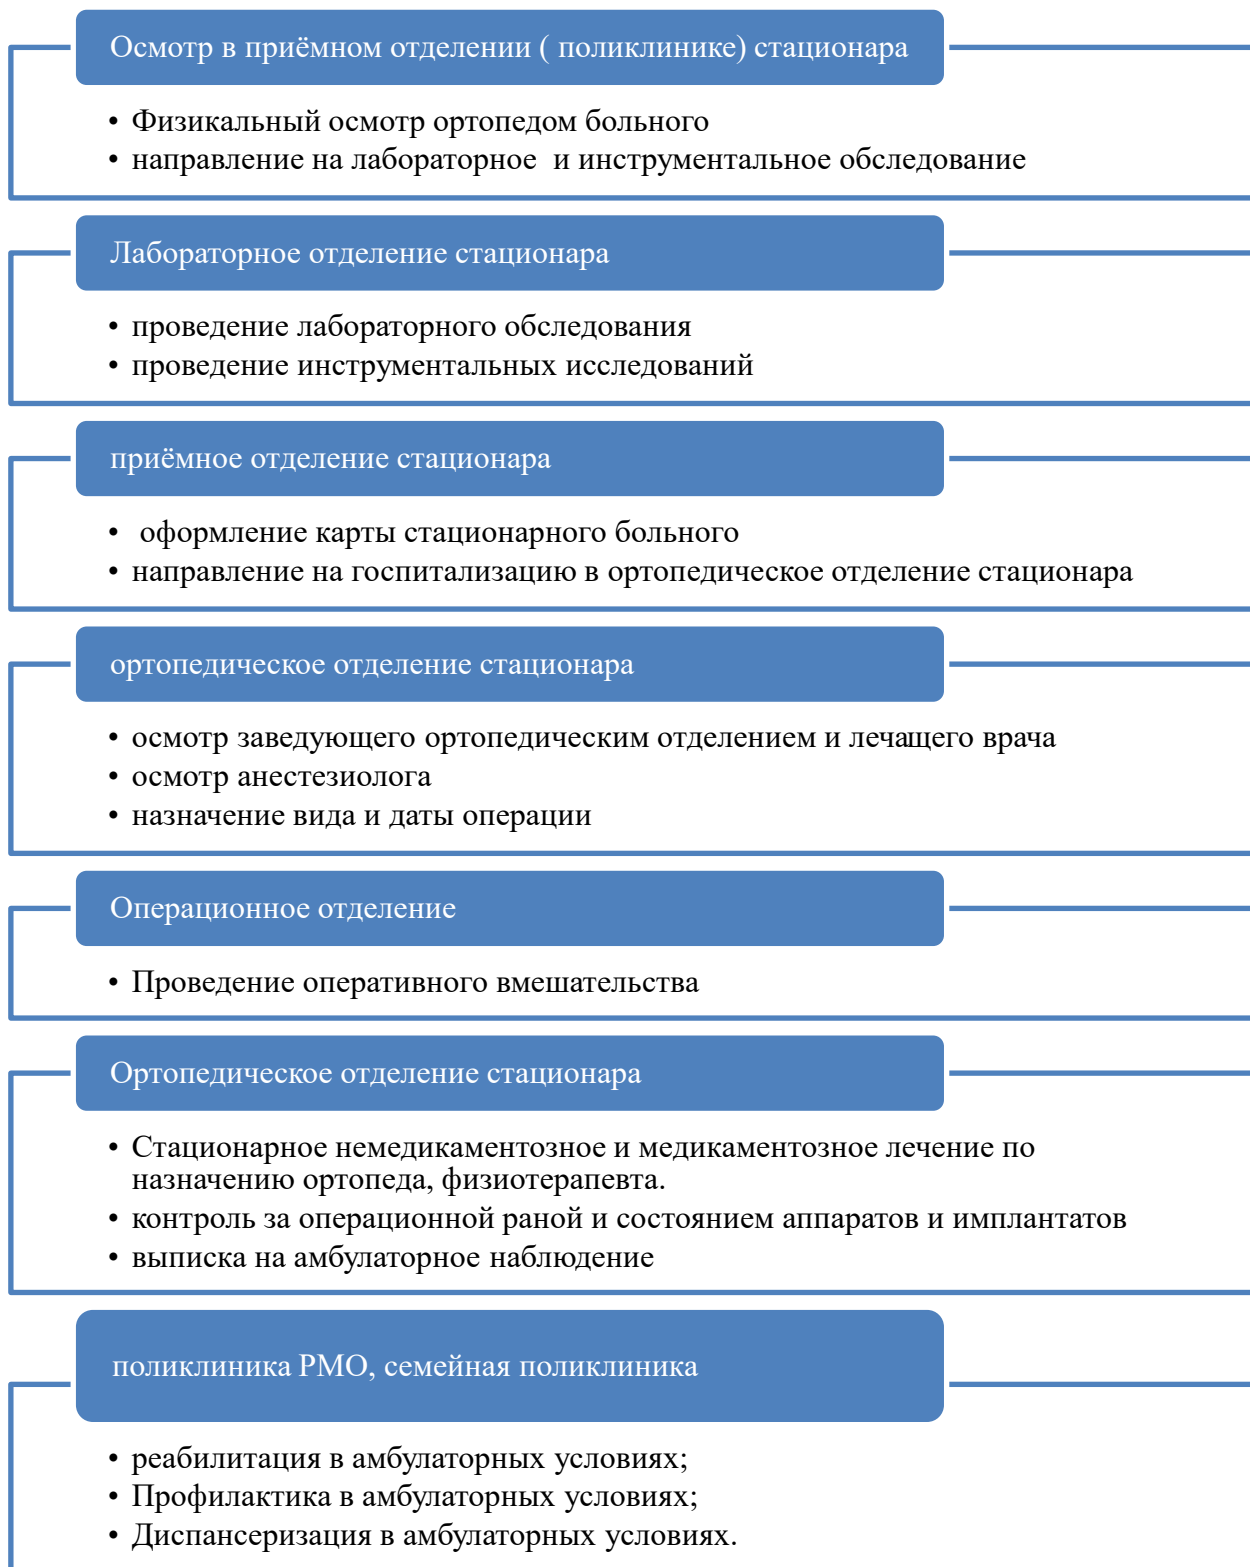 Осмотр в приёмном отделении ( поликлинике) стационара
• Физикальный осмотр ортопедом больного
• направление на лабораторное и инструментальное обследование
Лабораторное отделение стационара
• проведение лабораторного обследования
• проведение инструментальных исследований
приёмное отделение стационара
• оформление карты стационарного больного
• направление на госпитализацию в ортопедическое отделение стационара
ортопедическое отделение стационара
• осмотр заведующего ортопедическим отделением и лечащего врача
• осмотр анестезиолога
• назначение вида и даты операции
Операционное отделение
• Проведение оперативного вмешательства
Ортопедическое отделение стационара
• Стационарное немедикаментозное и медикаментозное лечение по
назначению ортопеда, физиотерапевта.
• контроль за операционной раной и состоянием аппаратов и имплантатов
• выписка на амбулаторное наблюдение
поликлиника РМО, семейная поликлиника
• реабилитация в амбулаторных условиях;
• Профилактика в амбулаторных условиях;
• Диспансеризация в амбулаторных условиях.